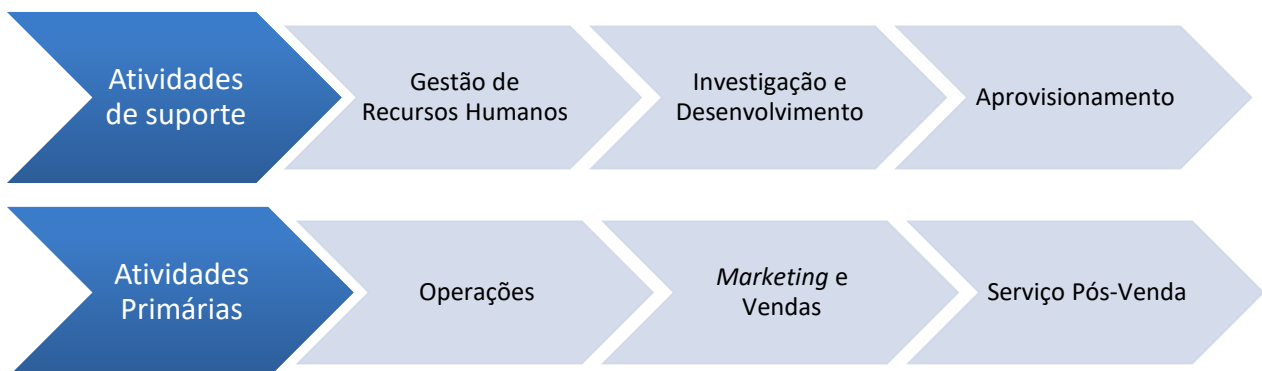 Atividades
de suporte
Gestão de
Recursos Humanos
Investigação e
Desenvolvimento
Aprovisionamento
Atividades
Primárias
Operações
Marketing e
Vendas
Serviço Pós-Venda